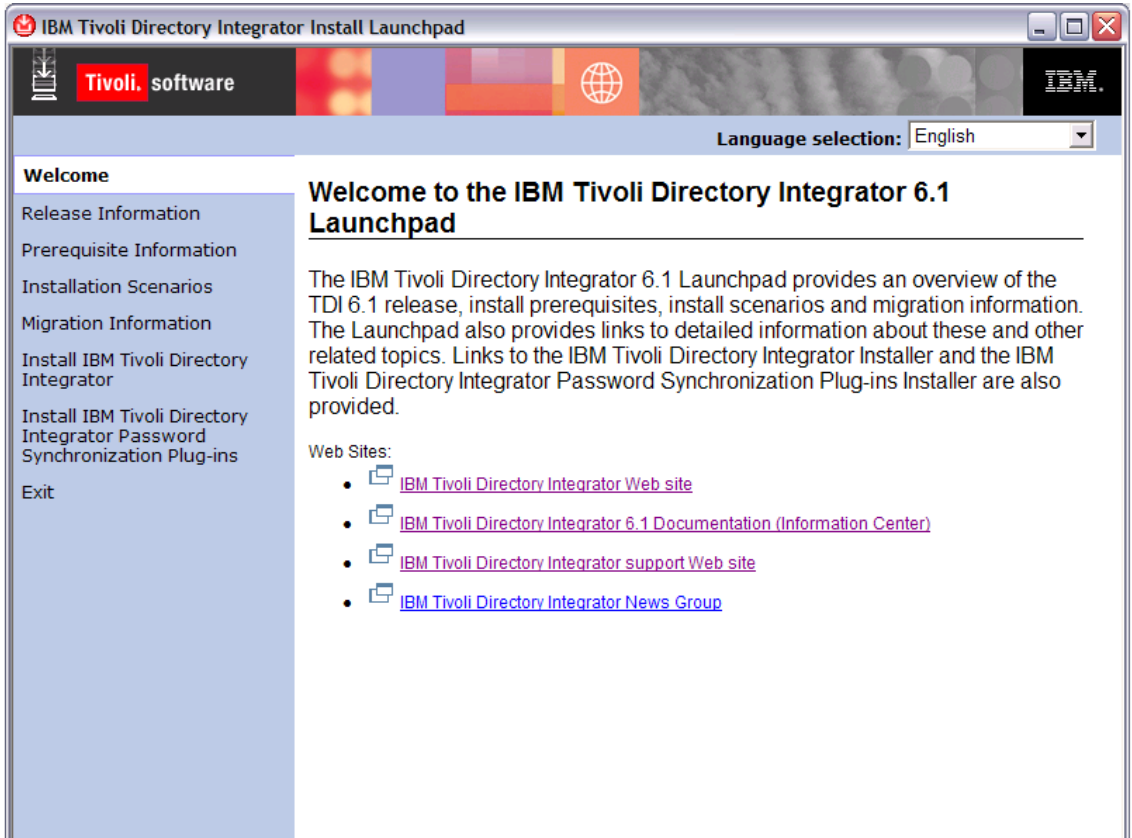 IBM Tivoli Directory Integrator Install Launchpad
Tivoli. software
IBM.
Language selection: English
Welcome
Release Information
Prerequisite Information
Installation Scenarios
Migration Information
Install IBM Tivoli Directory
Integrator
Install IBM Tivoli Directory
Integrator Password
Synchronization Plug-ins
Exit
Welcome to the IBM Tivoli Directory Integrator 6.1
Launchpad
The IBM Tivoli Directory Integrator 6.1 Launchpad provides an overview of the
TDI 6.1 release, install prerequisites, install scenarios and migration information.
The Launchpad also provides links to detailed information about these and other
related topics. Links to the IBM Tivoli Directory Integrator Installer and the IBM
Tivoli Directory Integrator Password Synchronization Plug-ins Installer are also
provided.
Web Sites:
IBM Tivoli Directory Integrator Web site
IBM Tivoli Directory Integrator 6.1 Documentation (Information Center)
IBM Tivoli Directory Integrator support Web site
IBM Tivoli Directory Integrator News Group